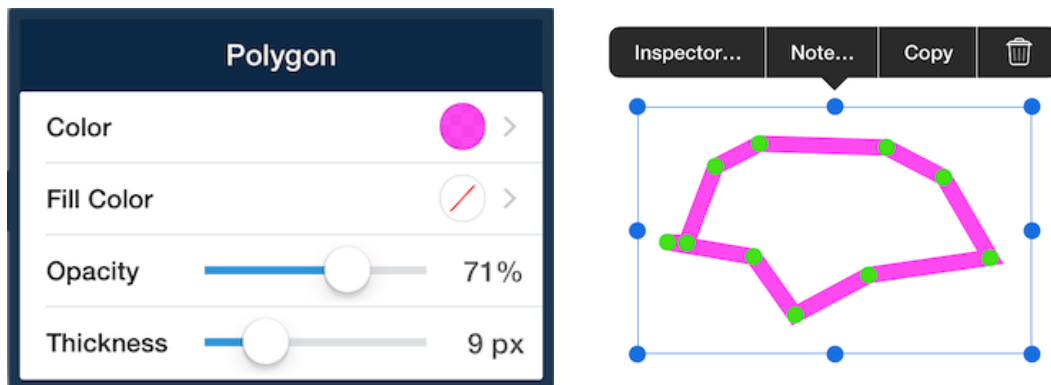 Polygon
Color
Fill Color
Opacity 71%
Thickness 9 px
Inspector... Note... Copy